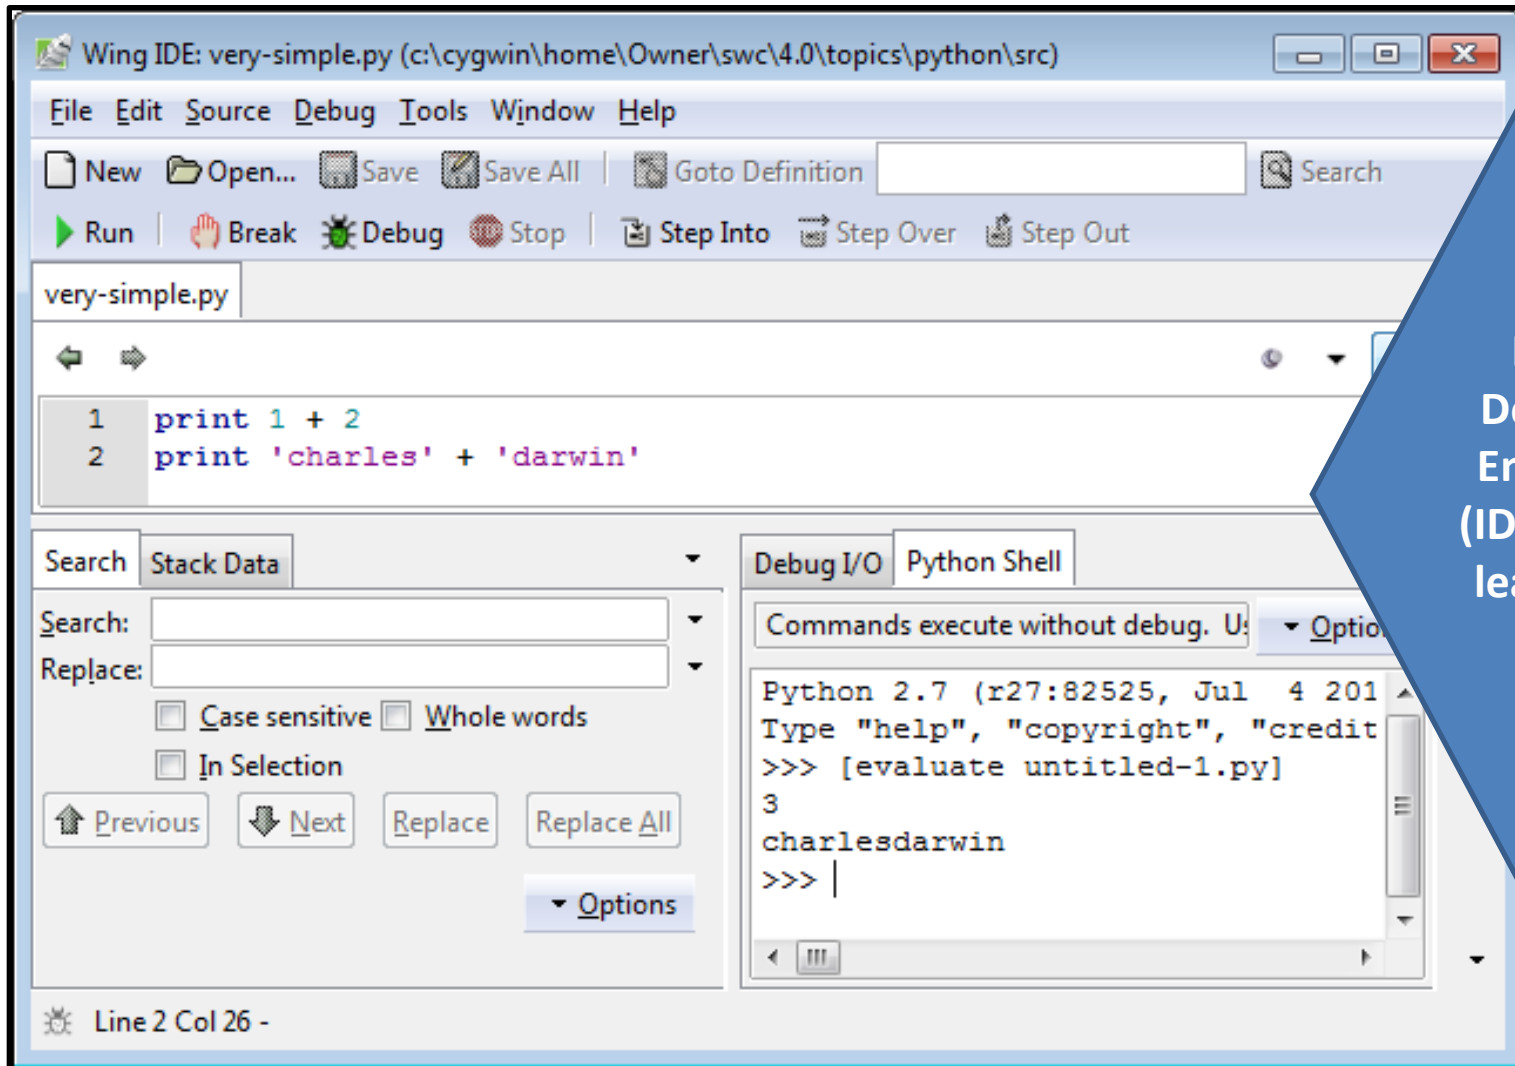 Wing IDE: very-simple.py (c:\cygwin\home\Owner\swc\4.0\topics\python\src)
File Edit Source Debug Tools Window Help
New Open... Save Save All Goto Definition Search
Run Break Debug Stop Step Into Step Over Step Out
very-simple.py
1 print 1 + 2
2 print 'charles' + 'darwin'
Search Stack Data
Search:
Replace:
Case sensitive Whole words
In Selection
Previous Next Replace Replace All
Options
Debug I/O Python Shell
Commands execute without debug.
Python 2.7 (r27:82525, Jul 4 201
Type "help", "copyright", "credit
>>> [evaluate untitled-1.py]
3
charlesdarwin
>>>
Line 2 Col 26 -
(ID